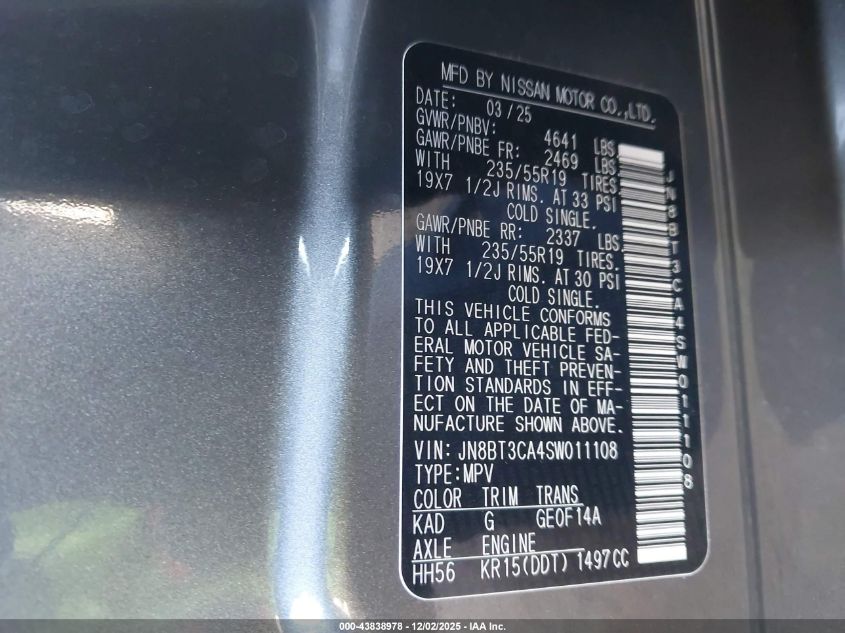 MFD BY NISSAN MOTOR CO.,LTD.
DATE: 03/25
GVWR/PNBV: 4641 LBS
GAWR/PNBE FR: 2469 LBS
WITH 235/55R19 TIRES.
19X7 1/2J RIMS. AT 33 PSI
COLD SINGLE.
GAWR/PNBE RR: 2337 LBS.
WITH 235/55R19 TIRES.
19X7 1/2J RIMS. AT 30 PSI
COLD SINGLE.
THIS VEHICLE CONFORMS
TO ALL APPLICABLE FED-
ERAL MOTOR VEHICLE SA-
FETY AND THEFT PREVEN-
TION STANDARDS IN EFF-
ECT ON THE DATE OF MA-
NUFACTURE SHOWN ABOVE.
VIN: JN8BT3CA4SW011108
TYPE:MPV
COLOR TRIM TRANS
KAD G GE0F14A
AXLE ENGINE
HH56 KR15(DDT) 1497CC
JN8BT3CA4SW011108
000-43838978 - 12/02/2025 - IAA Inc.